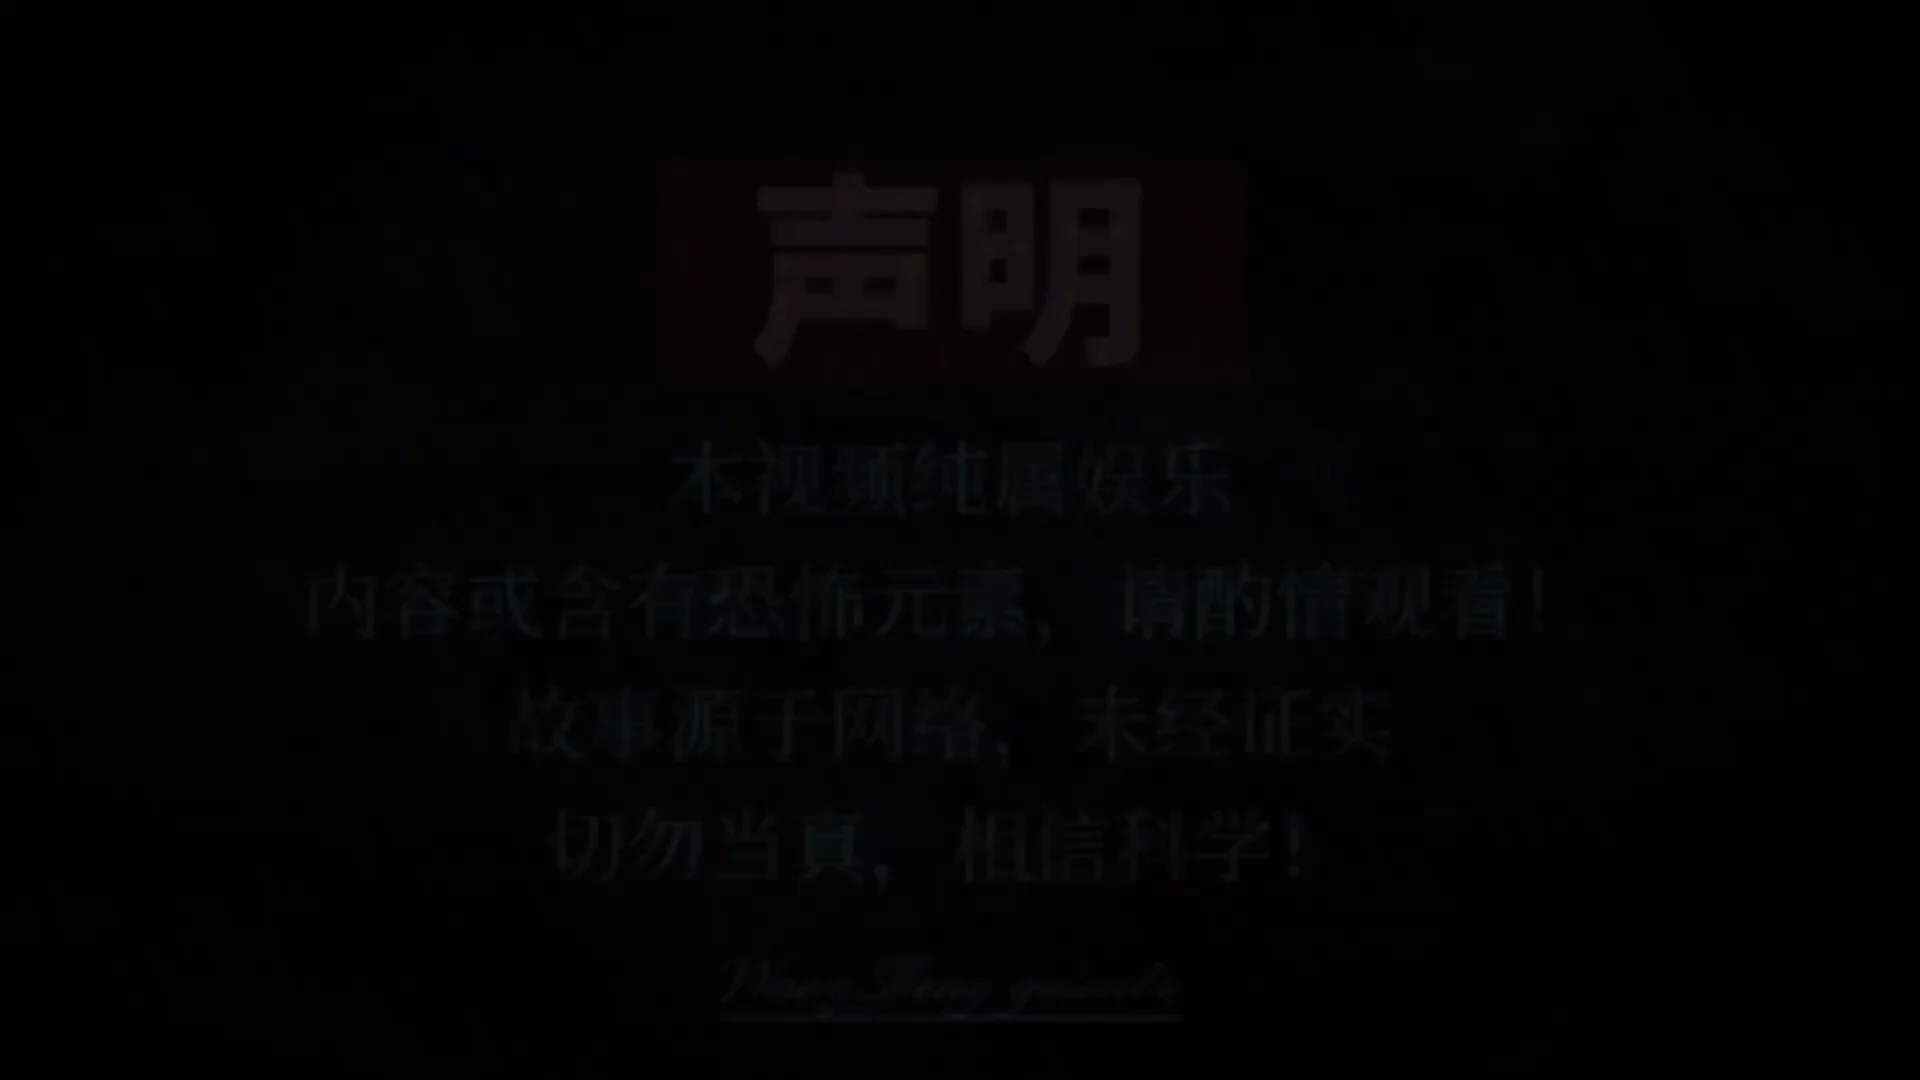 声明
本视频纯属娱乐
内容或含有恐怖元素，请酌情观看！
故事源于网络，未经证实
切勿当真，相信科学！